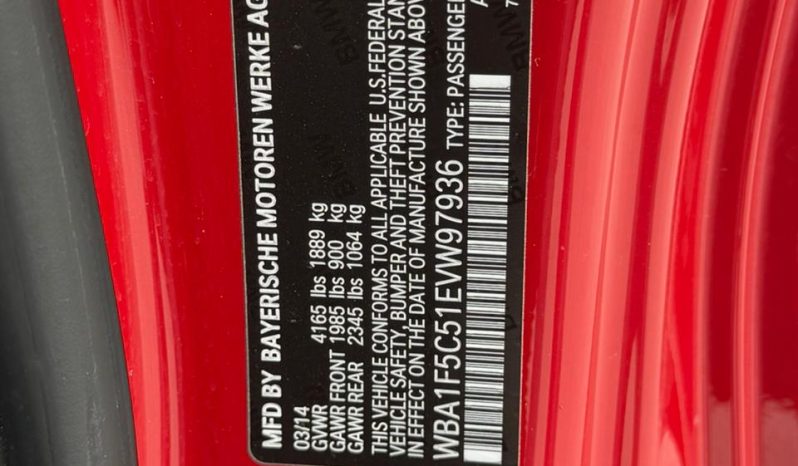 MFD BY BAYERISCHE MOTOREN WERKE AG
03/14
GVWR 4165 lbs 1889 kg
GAWR FRONT 1985 lbs 900 kg
GAWR REAR 2345 lbs 1064 kg
THIS VEHICLE CONFORMS TO ALL APPLICABLE U.S.FEDERAL
VEHICLE SAFETY, BUMPER AND THEFT PREVENTION STAN
IN EFFECT ON THE DATE OF MANUFACTURE SHOWN ABOV
WBA1F5C51EVW97936 TYPE: PASSENGER